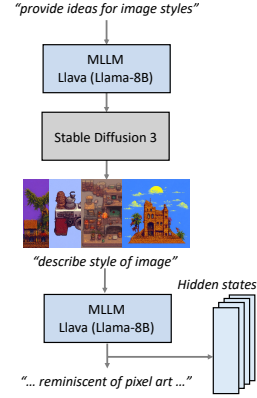 “provide ideas for image styles”
MLLM
Llava (Llama-8B)
Stable Diffusion 3
“describe style of image”
Hidden states
MLLM
Llava (Llama-8B)
“... reminiscent of pixel art ...”